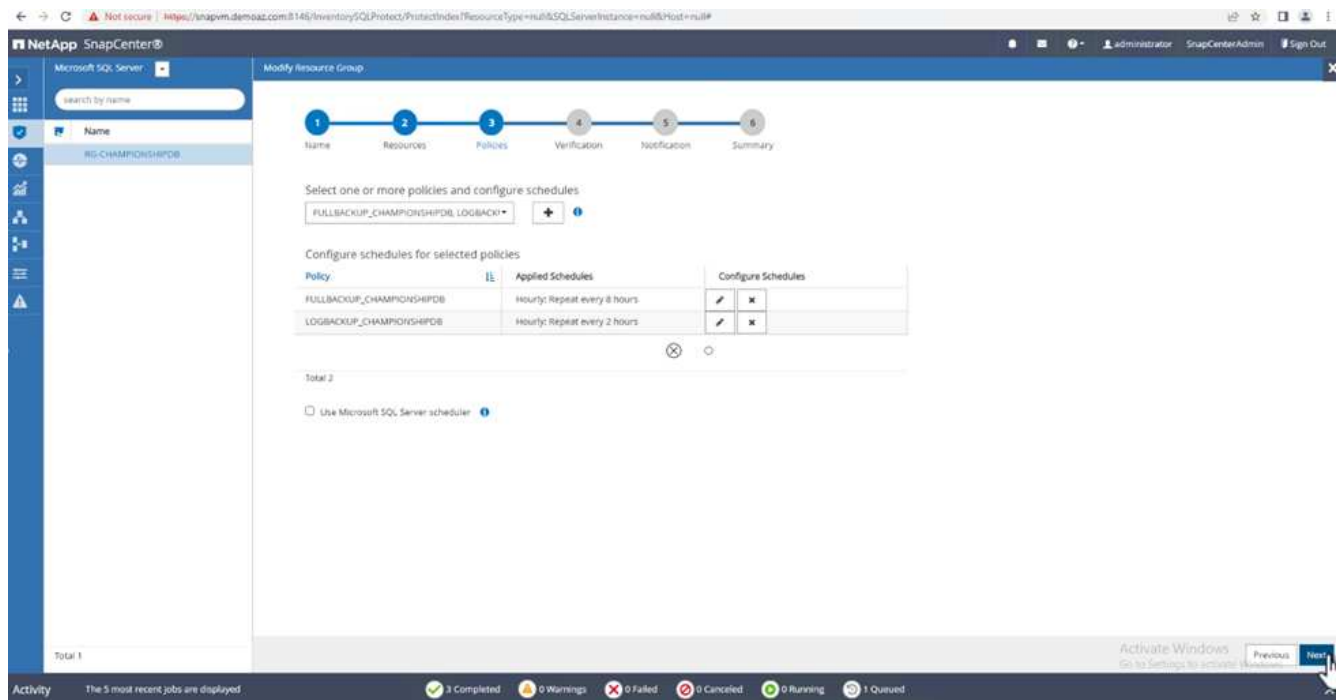 Not secure | https://snapvm.demoaz.com:8146/InventorySQLProtect/ProtectIndex?ResourceType=null&SQLServerInstance=null&Host=null#
NetApp SnapCenter®
administrator SnapCenterAdmin Sign Out
Microsoft SQL Server
Modify Resource Group
search by name
Name
RG-CHAMPIONSHIPDB
1 2 3 4 5 6
Name Resources Policies Verification Notification Summary
Select one or more policies and configure schedules
FULLBACKUP_CHAMPIONSHIPDB, LOGBACK
Configure schedules for selected policies
Policy Applied Schedules Configure Schedules
FULLBACKUP_CHAMPIONSHIPDB Hourly: Repeat every 8 hours
LOGBACKUP_CHAMPIONSHIPDB Hourly: Repeat every 2 hours
Total 2
Use Microsoft SQL Server scheduler
Total 1
Activate Windows
Go to Settings to activate Windows.
Previous Next
Activity The 5 most recent jobs are displayed 3 Completed 0 Warnings 0 Failed 0 Canceled 0 Running 1 Queued